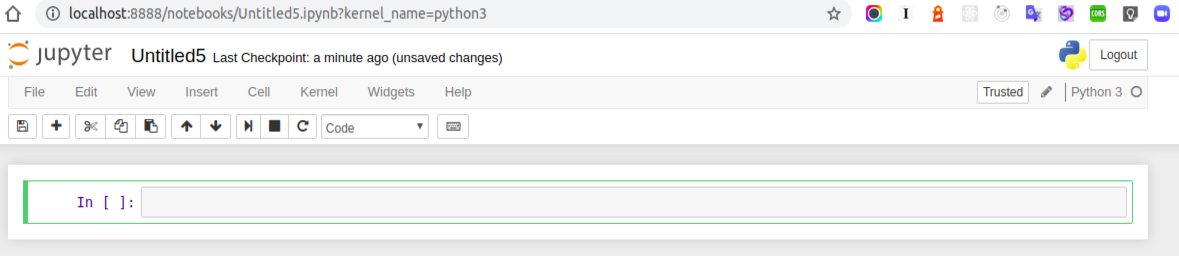 localhost:8888/notebooks/Untitled5.ipynb?kernel_name=python3
CORS
jupyter Untitled5 Last Checkpoint: a minute ago (unsaved changes) Logout
File Edit View Insert Cell Kernel Widgets Help Trusted Python 3
Code
In [ ]: